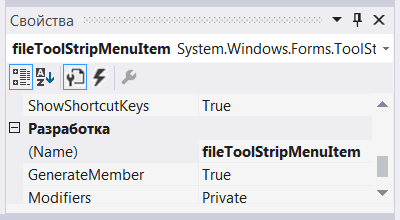 Свойства
fileToolStripMenuItem System.Windows.Forms.ToolSt
ShowShortcutKeys True
Разработка
(Name) fileToolStripMenuItem
GenerateMember True
Modifiers Private